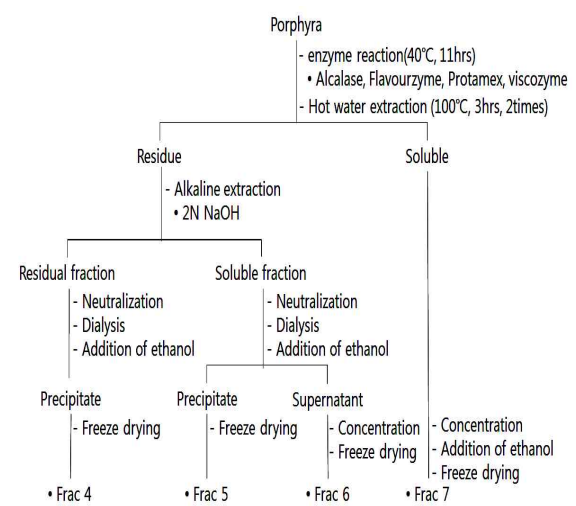 Porphyra
- enzyme reaction(40℃, 11hrs)
• Alcalase, Flavourzyme, Protamex, viscozyme
- Hot water extraction (100℃, 3hrs, 2times)
Residue
Soluble
- Alkaline extraction
• 2N NaOH
Residual fraction
- Neutralization
- Dialysis
- Addition of ethanol
Soluble fraction
- Neutralization
- Dialysis
- Addition of ethanol
Precipitate
- Freeze drying
Precipitate
- Freeze drying
Supernatant
- Concentration
- Freeze drying
- Concentration
- Addition of ethanol
- Freeze drying
• Frac 4
• Frac 5
• Frac 6
• Frac 7